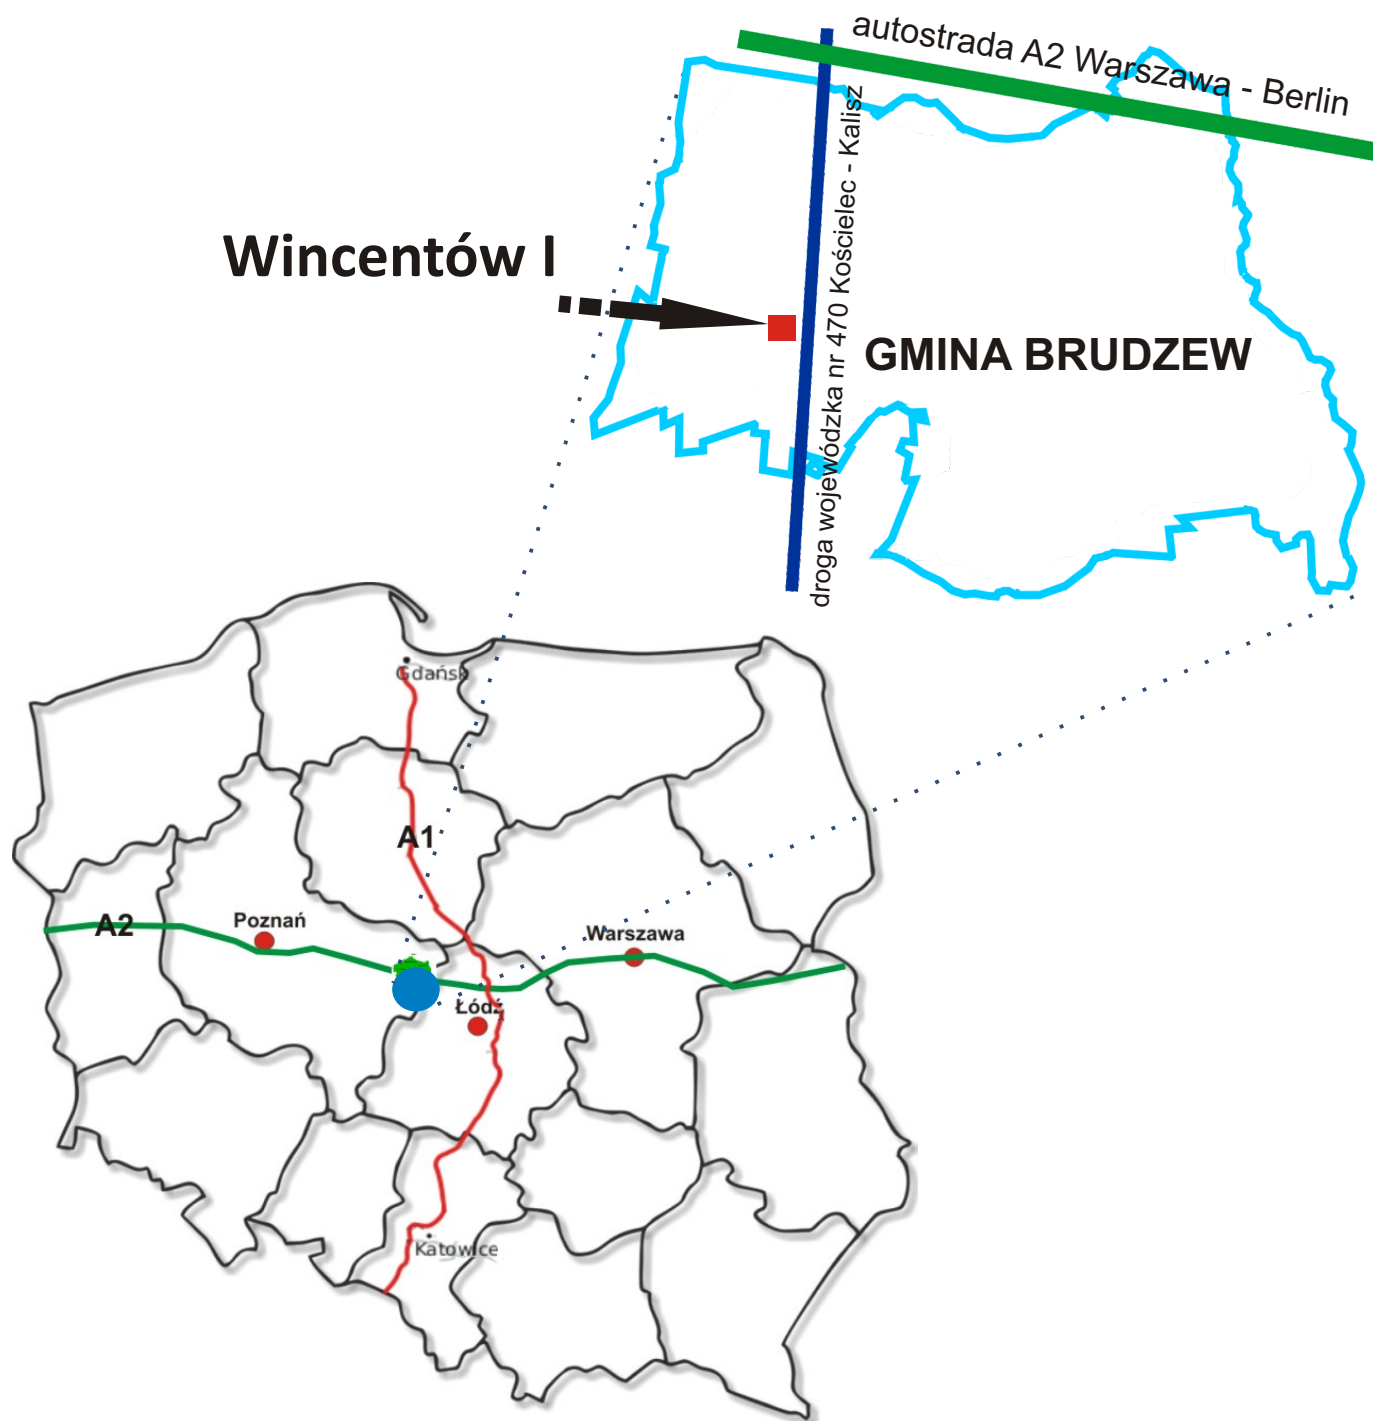 autostrada A2 Warszawa - Berlin
droga wojewódzka nr 470 Kościelec - Kalisz
Wincentów I
GMINA BRUDZEW
Gdańsk
A1
A2
Poznań
Warszawa
Łódź
Katowice